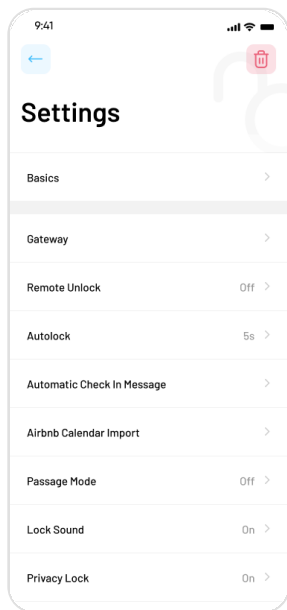 9:41
Settings
Basics
Gateway
Remote Unlock Off
Autolock 5s
Automatic Check In Message
Airbnb Calendar Import
Passage Mode Off
Lock Sound On
Privacy Lock On